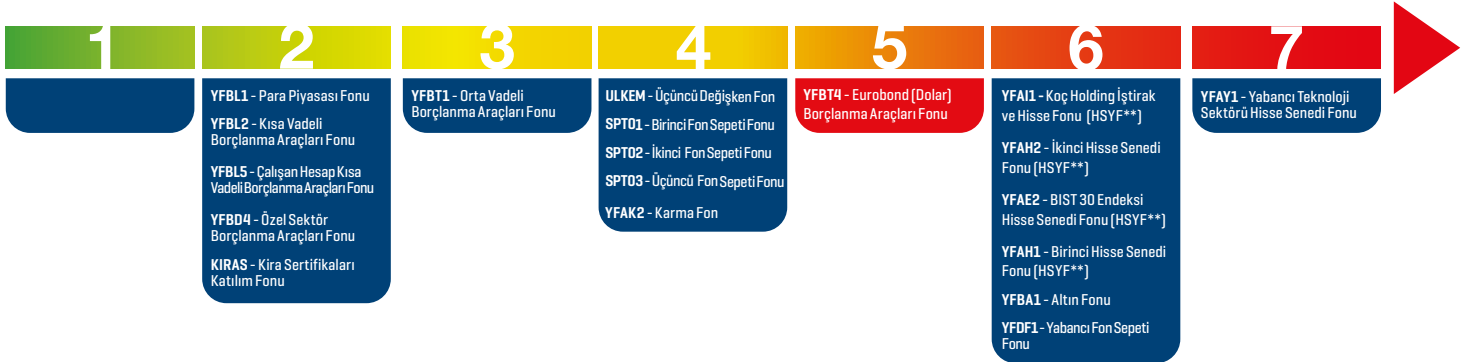 1
2
3
4
5
6
7
YFBL1 - Para Piyasası Fonu
YFBL2 - Kısa Vadeli
Borçlanma Araçları Fonu
YFBL5 - Çalışan Hesap Kısa
Vadeli Borçlanma Araçları Fonu
YFBD4 - Özel Sektör
Borçlanma Araçları Fonu
KIRAS - Kira Sertifikaları
Katılım Fonu
YFBT1 - Orta Vadeli
Borçlanma Araçları Fonu
ULKEM - Üçüncü Değişken Fon
SPT01 - Birinci Fon Sepeti Fonu
SPT02 - İkinci Fon Sepeti Fonu
SPT03 - Üçüncü Fon Sepeti Fonu
YFAK2 - Karma Fon
YFBT4 - Eurobond (Dolar)
Borçlanma Araçları Fonu
YFAI1 - Koç Holding İştirak
ve Hisse Fonu (HSYF**)
YFAH2 - İkinci Hisse Senedi
Fonu (HSYF**)
YFAE2 - BIST 30 Endeksi
Hisse Senedi Fonu (HSYF**)
YFAH1 - Birinci Hisse Senedi
Fonu (HSYF**)
YFBA1 - Altın Fonu
YFDF1 - Yabancı Fon Sepeti
Fonu
YFAY1 - Yabancı Teknoloji
Sektörü Hisse Senedi Fonu